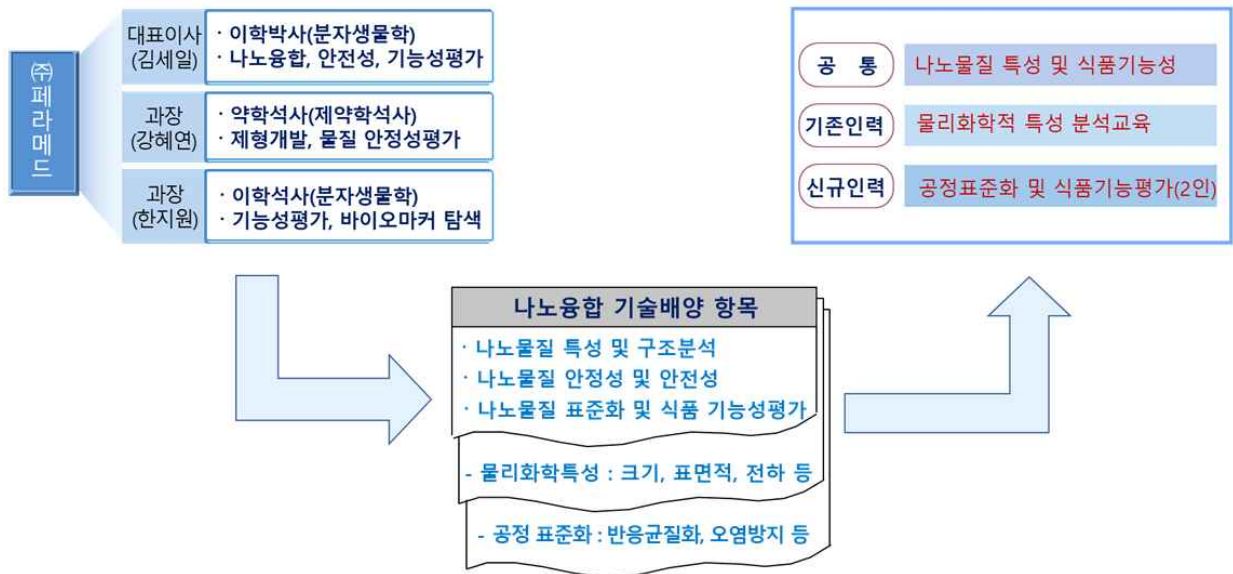 ㈜페라메드
대표이사
(김세일)
· 이학박사(분자생물학)
· 나노융합, 안전성, 기능성평가
과장
(강혜연)
· 약학석사(제약학석사)
· 제형개발, 물질 안정성평가
과장
(한지원)
· 이학석사(분자생물학)
· 기능성평가, 바이오마커 탐색
공 통
나노물질 특성 및 식품기능성
기존인력
물리화학적 특성 분석교육
신규인력
공정표준화 및 식품기능평가(2인)
나노융합 기술배양 항목
· 나노물질 특성 및 구조분석
· 나노물질 안정성 및 안전성
· 나노물질 표준화 및 식품 기능성평가
- 물리화학특성 : 크기, 표면적, 전하 등
- 공정 표준화 : 반응균질화, 오염방지 등